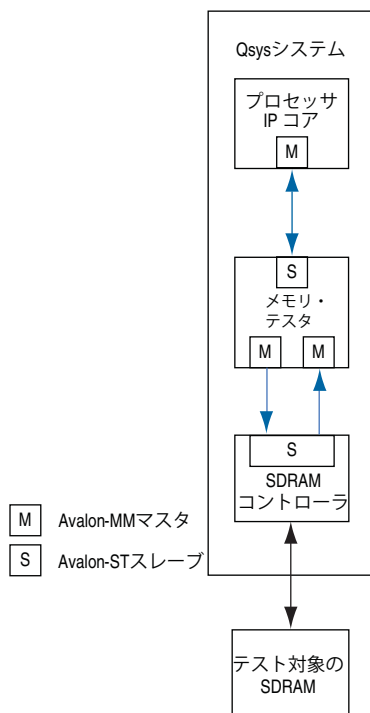 Qsysシステム
プロセッサ
IP コア
M
S
メモリ・
テスタ
M M
S
SDRAM
コントローラ
M Avalon-MMマスタ
S Avalon-STスレーブ
テスト対象の
SDRAM